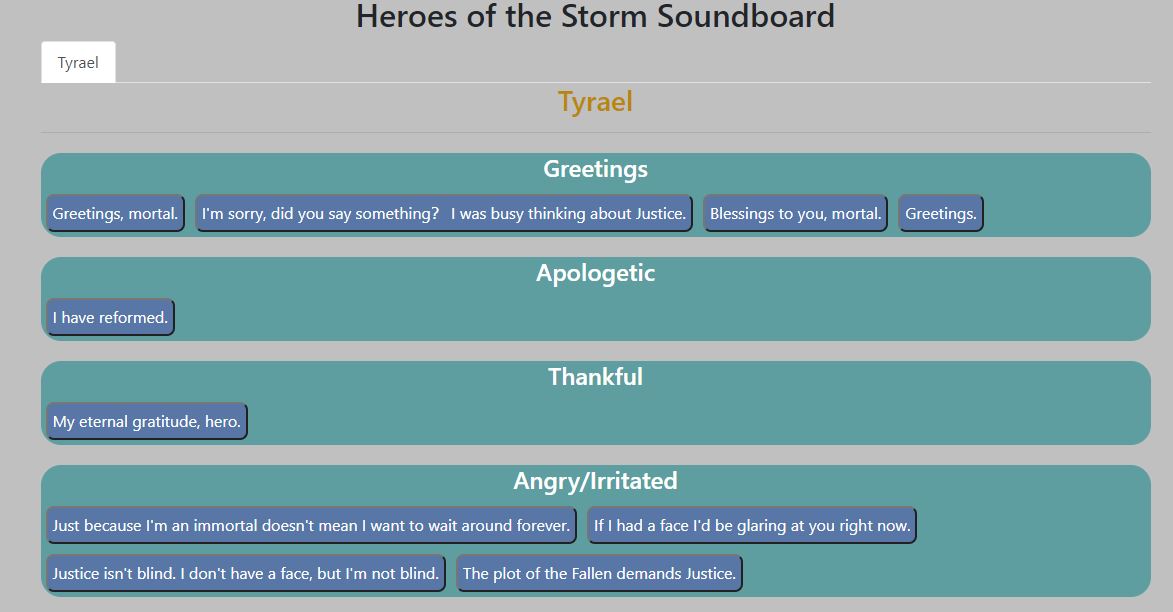 Heroes of the Storm Soundboard
Tyrael
Tyrael
Greetings
Greetings, mortal. I'm sorry, did you say something? I was busy thinking about Justice. Blessings to you, mortal. Greetings.
Apologetic
I have reformed.
Thankful
My eternal gratitude, hero.
Angry/Irritated
Just because I'm an immortal doesn't mean I want to wait around forever. If I had a face I'd be glaring at you right now.
Justice isn't blind. I don't have a face, but I'm not blind. The plot of the Fallen demands Justice.